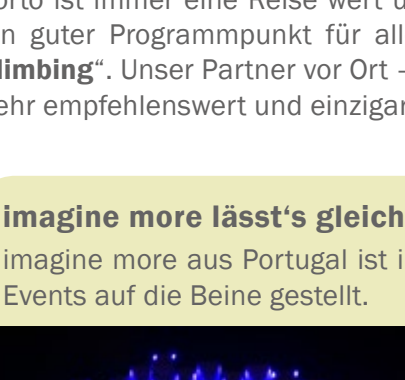 orto ist immer eine Reise wert u
n guter Programmpunkt für all
limbing“. Unser Partner vor Ort -
ehr empfehlenswert und einzigar
imagine more lässt‘s gleich
imagine more aus Portugal ist i
Events auf die Beine gestellt.